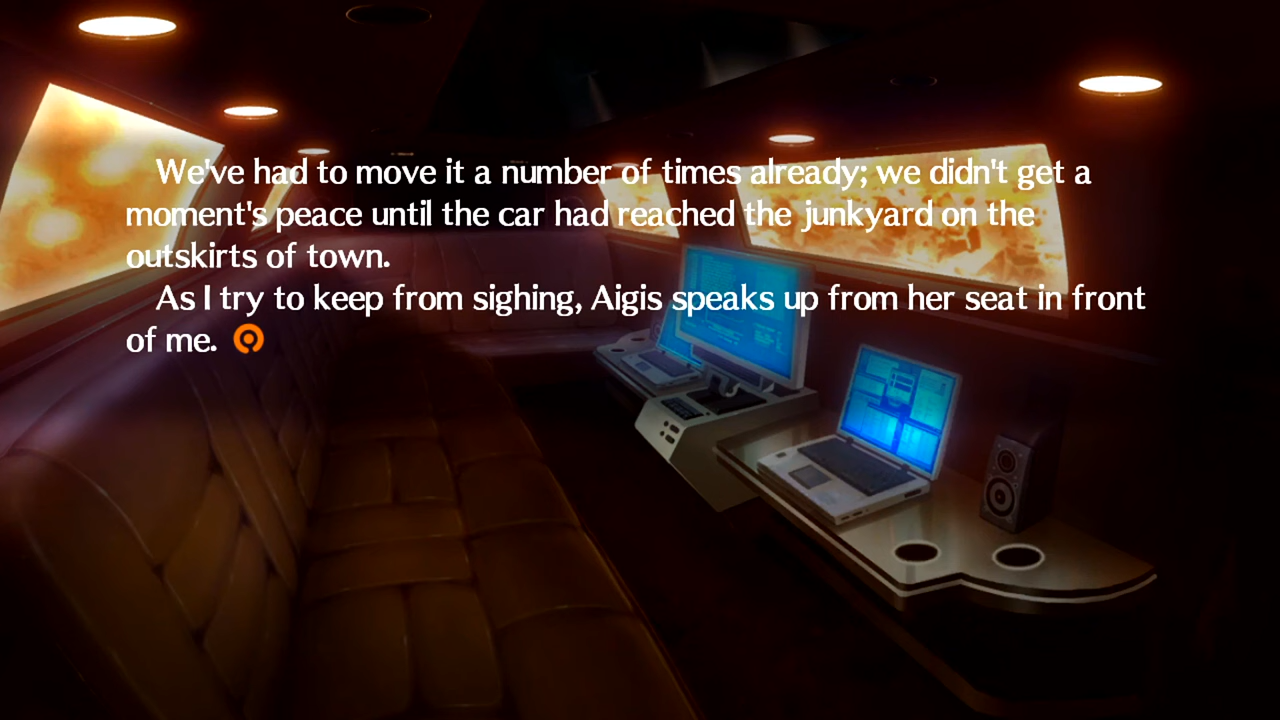 We've had to move it a number of times already; we didn't get a
moment's peace until the car had reached the junkyard on the
outskirts of town.
As I try to keep from sighing, Aigis speaks up from her seat in front
of me.